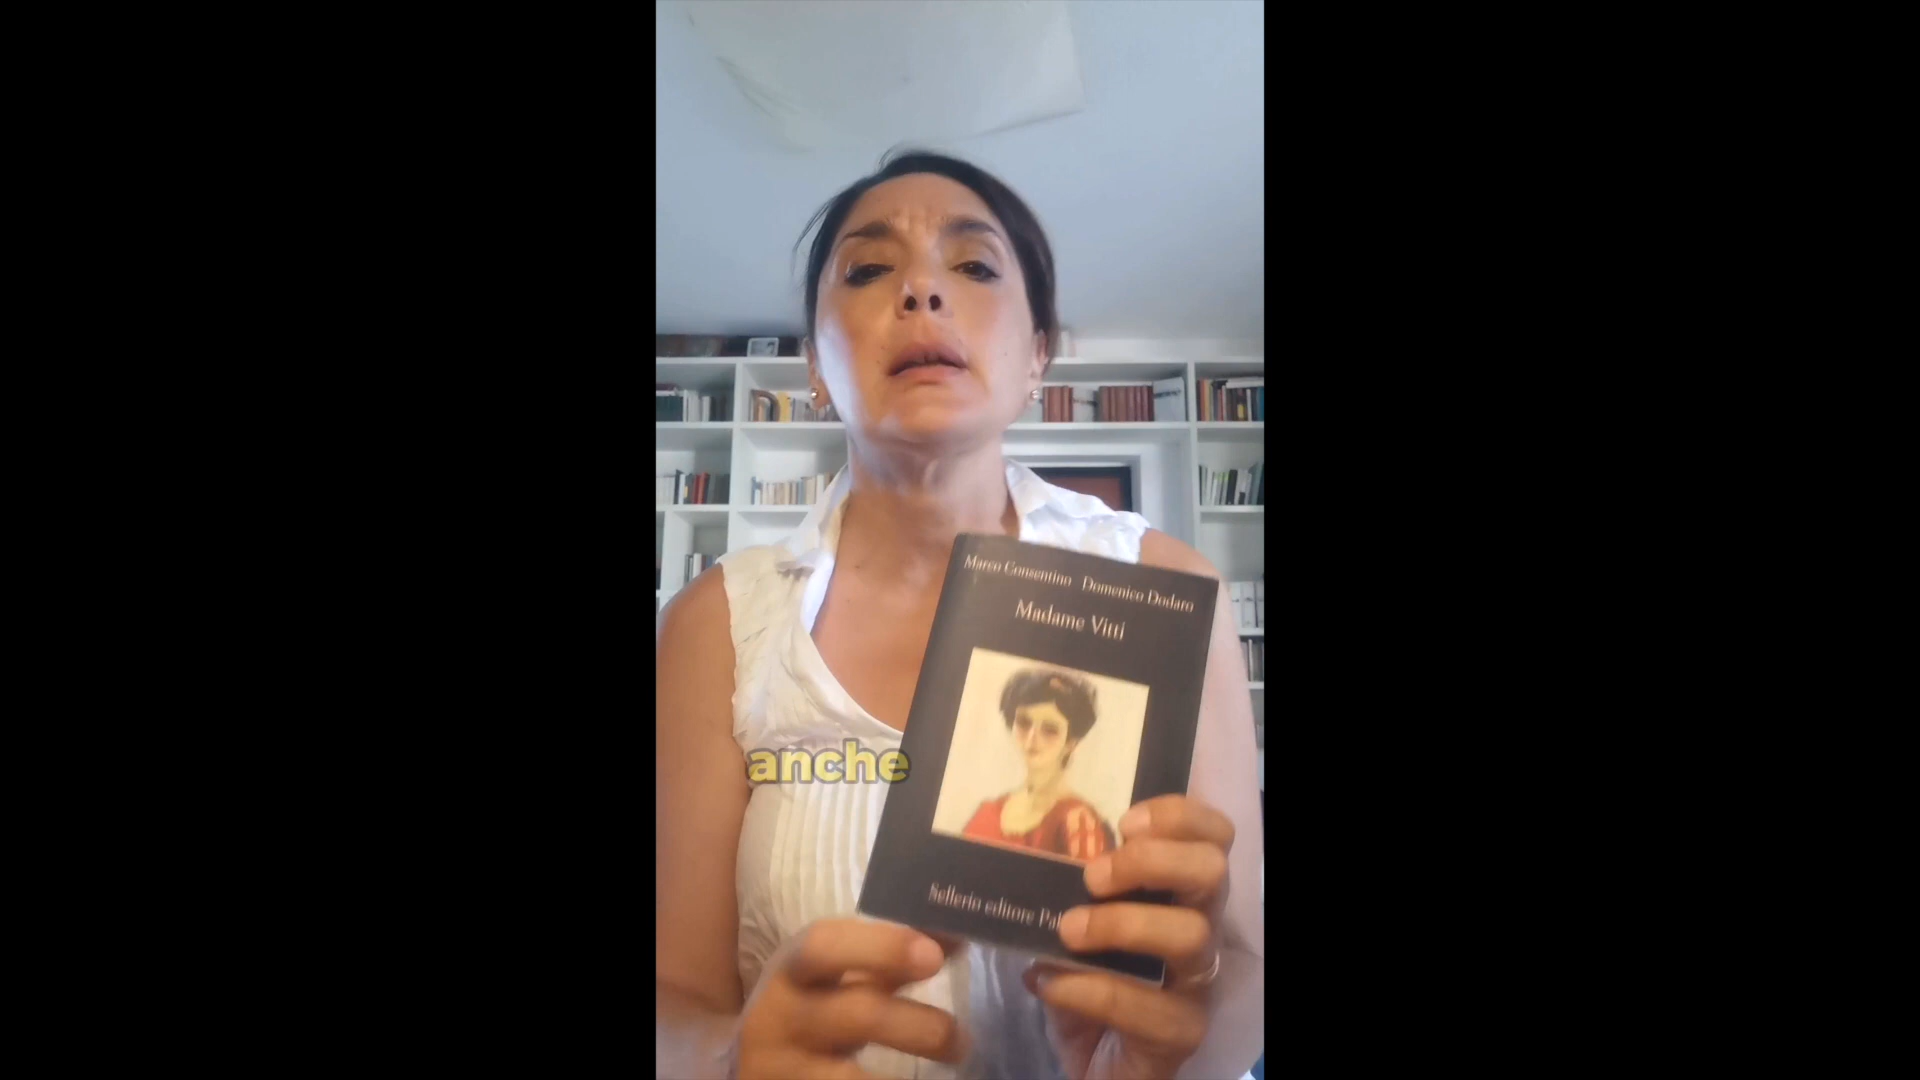 Marco Consentino Domenico Dodaro
Madame Vitti
anche
Sellerio editore